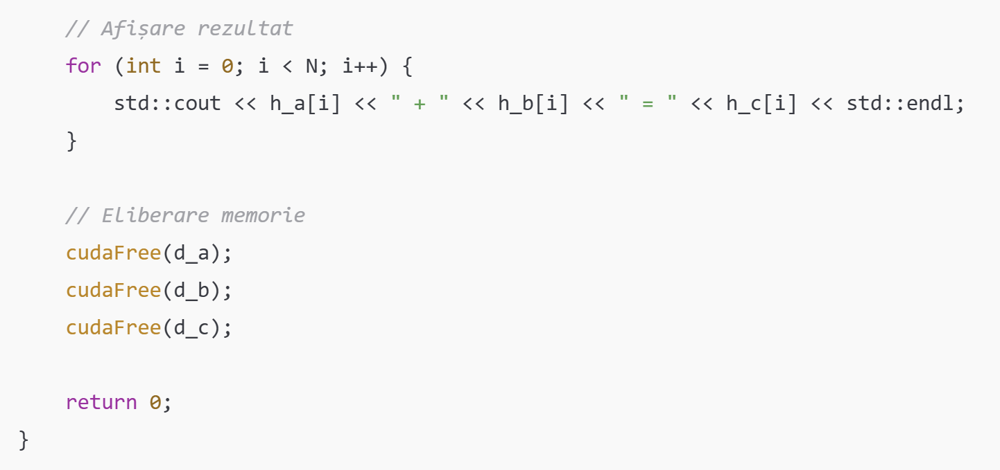 // Afișare rezultat
for (int i = 0; i < N; i++) {
std::cout << h_a[i] << " + " << h_b[i] << " = " << h_c[i] << std::endl;
}
// Eliberare memorie
cudaFree(d_a);
cudaFree(d_b);
cudaFree(d_c);
return 0;
}